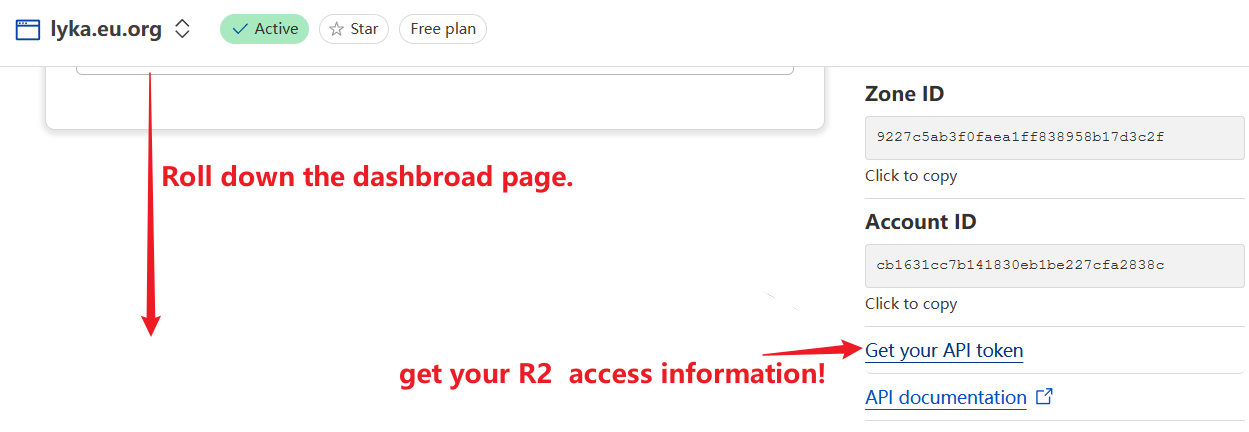 lyka.eu.org
Active
Star
Free plan
Zone ID
9227c5ab3f0faea1ff838958b17d3c2f
Click to copy
Roll down the dashbroad page.
Account ID
cb1631cc7b141830eb1be227cfa2838c
Click to copy
Get your API token
get your R2 access information!
API documentation